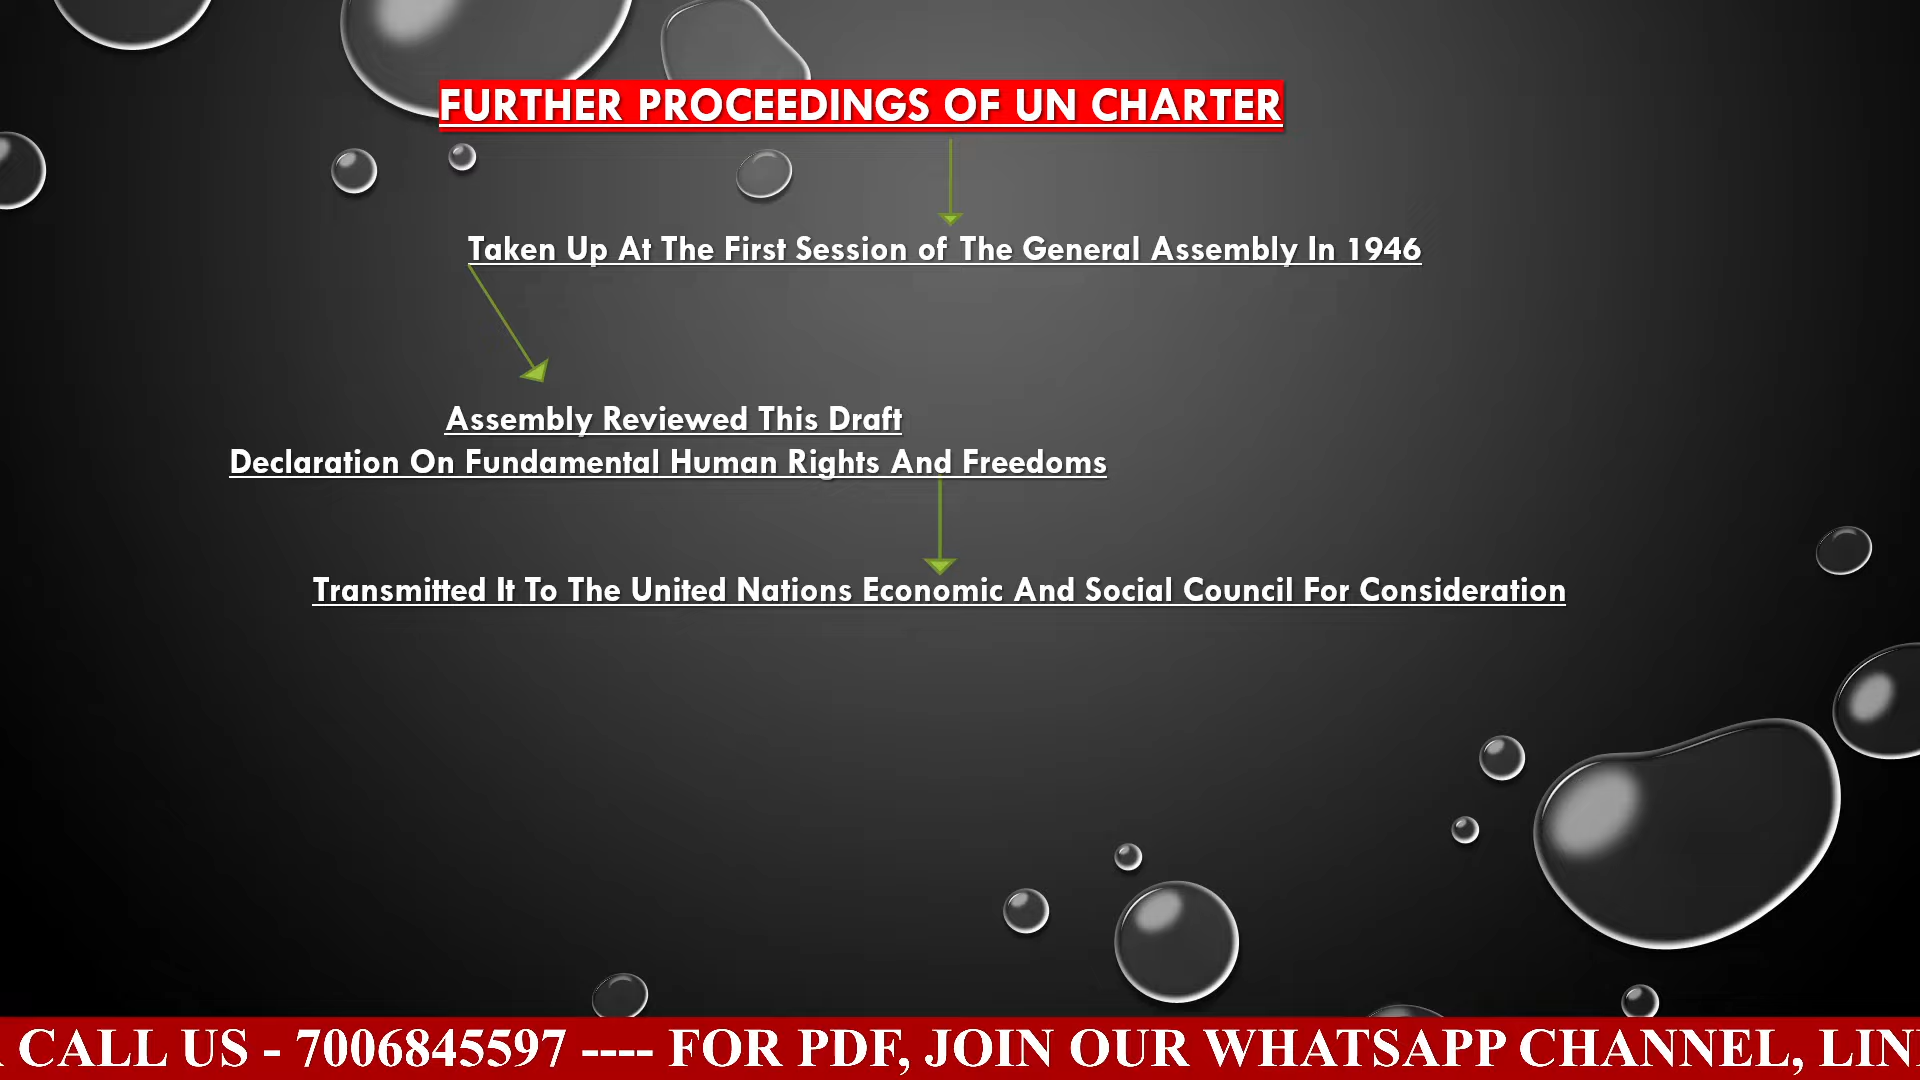 FURTHER PROCEEDINGS OF UN CHARTER
Taken Up At The First Session of The General Assembly In 1946
Assembly Reviewed This Draft
Declaration On Fundamental Human Rights And Freedoms
Transmitted It To The United Nations Economic And Social Council For Consideration
CALL US - 7006845597 ---- FOR PDF, JOIN OUR WHATSAPP CHANNEL,